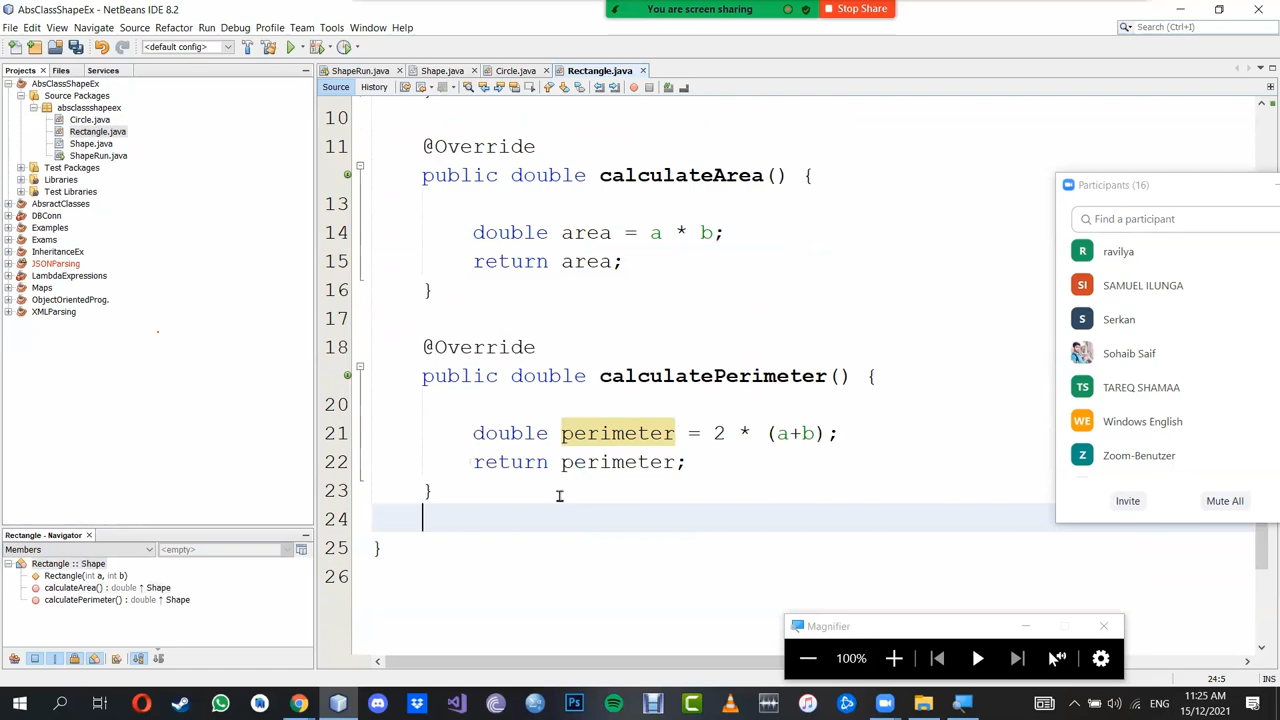 AbsClassShapeEx - NetBeans IDE 8.2
You are screen sharing
Stop Share
File Edit View Navigate Source Refactor Run Debug Profile Team Tools Window Help
Search (Ctrl+I)
<default config>
Projects Files Services
ShapeRun.java Shape.java Circle.java Rectangle.java
Source History
AbsClassShapeEx
Source Packages
absclassshapeex
Circle.java
Rectangle.java
Shape.java
ShapeRun.java
Test Packages
Libraries
Test Libraries
AbsractClasses
DBConn
Examples
Exams
InheritanceEx
JSONParsing
LambdaExpressions
Maps
ObjectOrientedProg.
XMLParsing
10
11 @Override
public double calculateArea() {
13
14 double area = a * b;
15 return area;
16 }
17
18 @Override
public double calculatePerimeter() {
20
21 double perimeter = 2 * (a+b);
22 return perimeter;
23 }
24
25 }
26
Participants (16)
Find a participant
R ravilya
SI SAMUEL ILUNGA
S Serkan
Sohaib Saif
TS TAREQ SHAMAA
WE Windows English
Z Zoom-Benutzer
Invite Mute All
Rectangle - Navigator
Members <empty>
Rectangle :: Shape
Rectangle(int a, int b)
calculateArea() : double ↑ Shape
calculatePerimeter() : double ↑ Shape
Magnifier
100%
24:5 INS
ENG
11:25 AM
15/12/2021